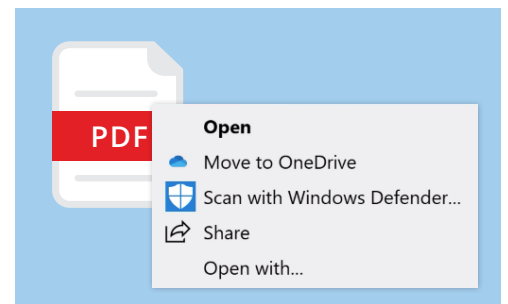 PDF
Open
Move to OneDrive
Scan with Windows Defender...
Share
Open with...